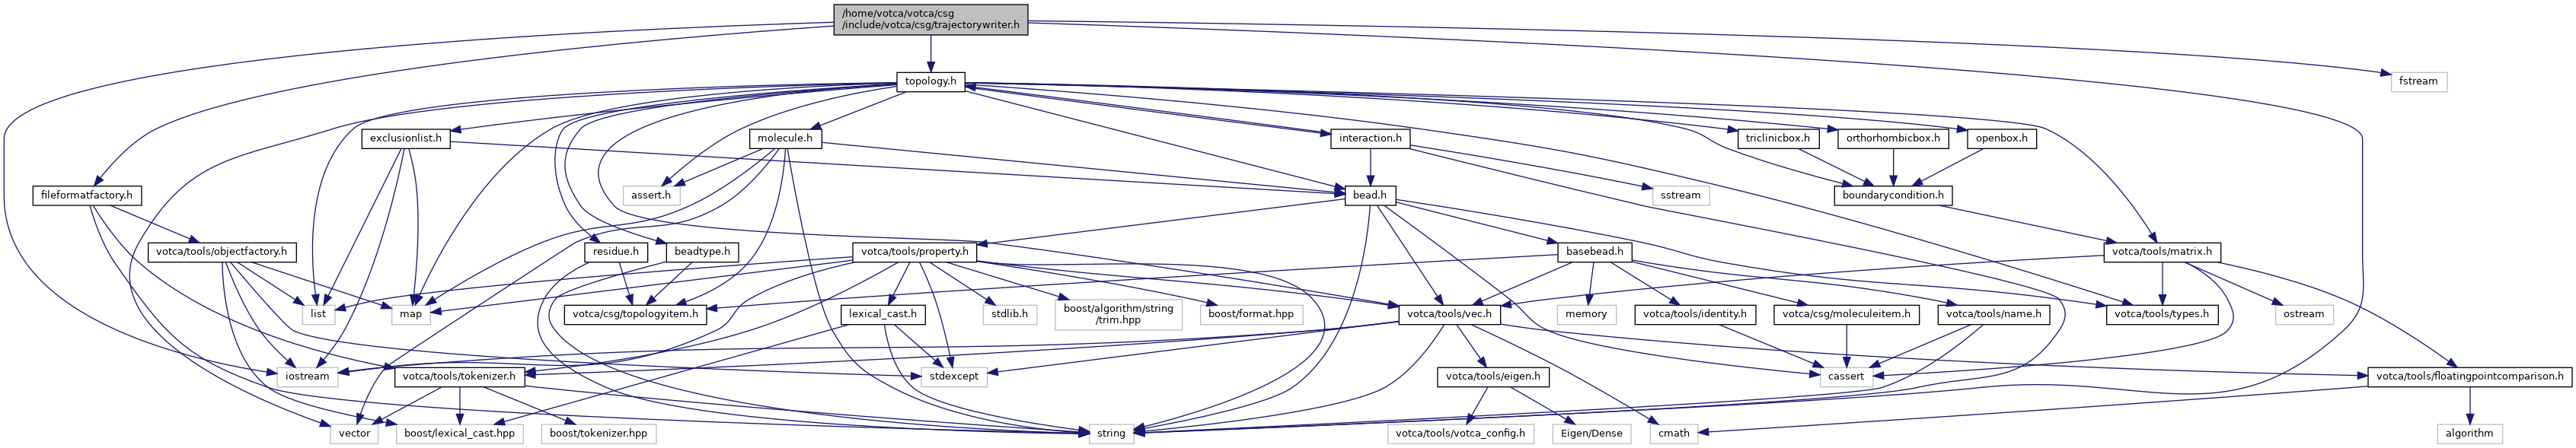 /home/votca/votca/csg
/include/votca/csg/trajectorywriter.h
topology.h
fstream
exclusionlist.h
molecule.h
interaction.h
triclinicbox.h
orthorhombicbox.h
openbox.h
fileformatfactory.h
assert.h
bead.h
sstream
boundarycondition.h
votca/tools/objectfactory.h
residue.h
beadtype.h
votca/tools/property.h
basebead.h
votca/tools/matrix.h
list
map
votca/csg/topologyitem.h
lexical_cast.h
stdlib.h
boost/algorithm/string
/trim.hpp
boost/format.hpp
votca/tools/vec.h
memory
votca/tools/identity.h
votca/csg/moleculeitem.h
votca/tools/name.h
votca/tools/types.h
ostream
iostream
votca/tools/tokenizer.h
stdexcept
votca/tools/eigen.h
cassert
votca/tools/floatingpointcomparison.h
vector
boost/lexical_cast.hpp
boost/tokenizer.hpp
string
votca/tools/votca_config.h
Eigen/Dense
cmath
algorithm